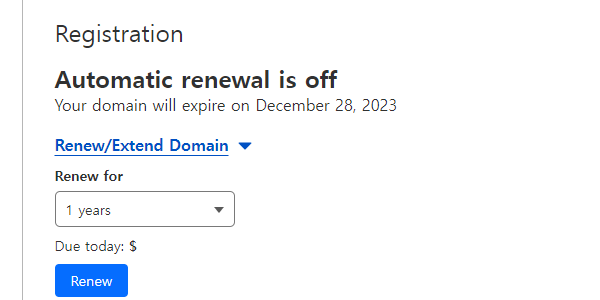 Registration
Automatic renewal is off
Your domain will expire on December 28, 2023
Renew/Extend Domain
Renew for
1 years
Due today: $
Renew